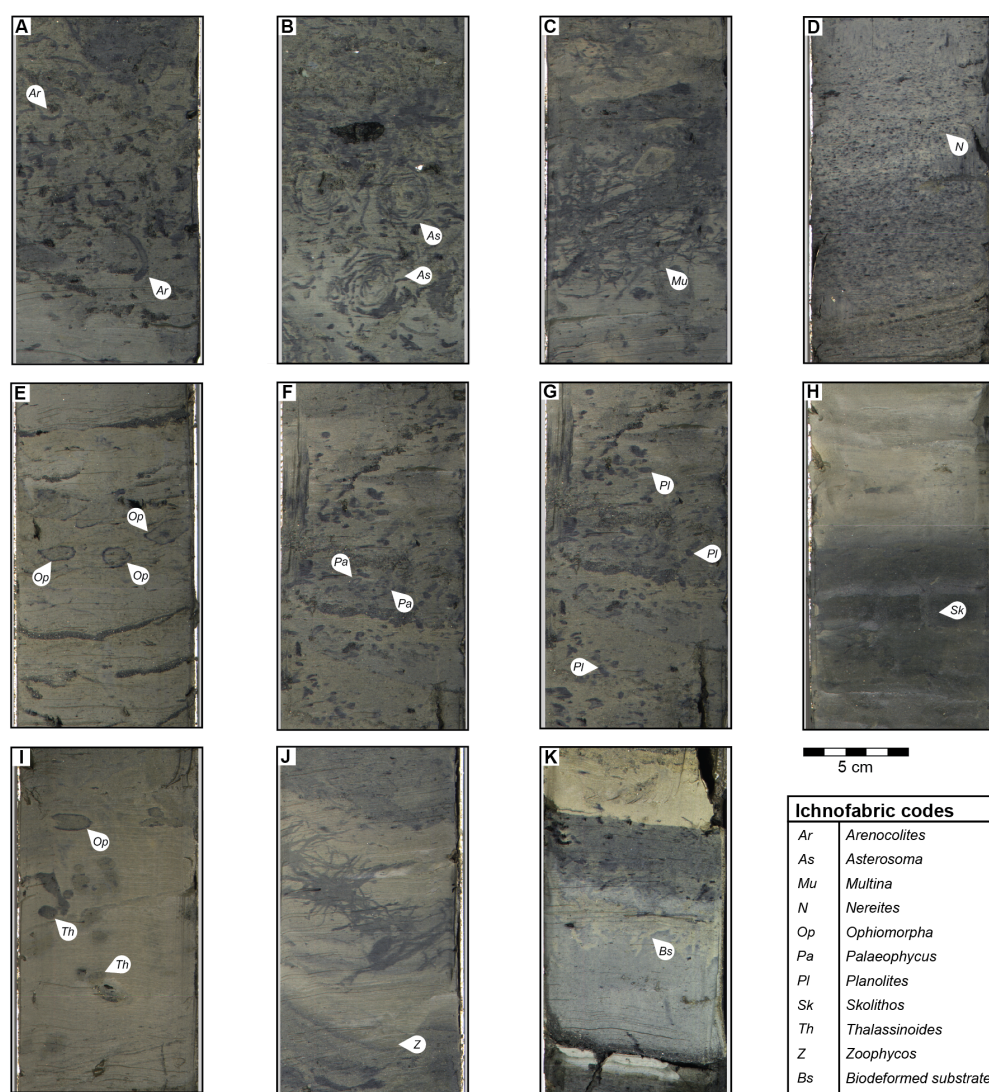 A
B
C
D
Ar
Ar
As
As
Mu
N
E
F
G
H
Op
Op
Op
Pa
Pa
Pl
Pl
Pl
Sk
I
J
K
Op
Th
Th
Z
Bs
5 cm
Ichnofabric codes
Ar Arenocolites
As Asterosoma
Mu Multina
N Nereites
Op Ophiomorpha
Pa Palaeophycus
Pl Planolites
Sk Skolithos
Th Thalassinoides
Z Zoophycos
Bs Biodeformed substrate